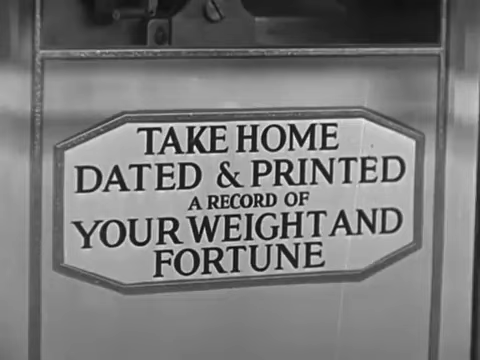 TAKE HOME
DATED & PRINTED
A RECORD OF
YOUR WEIGHT AND
FORTUNE